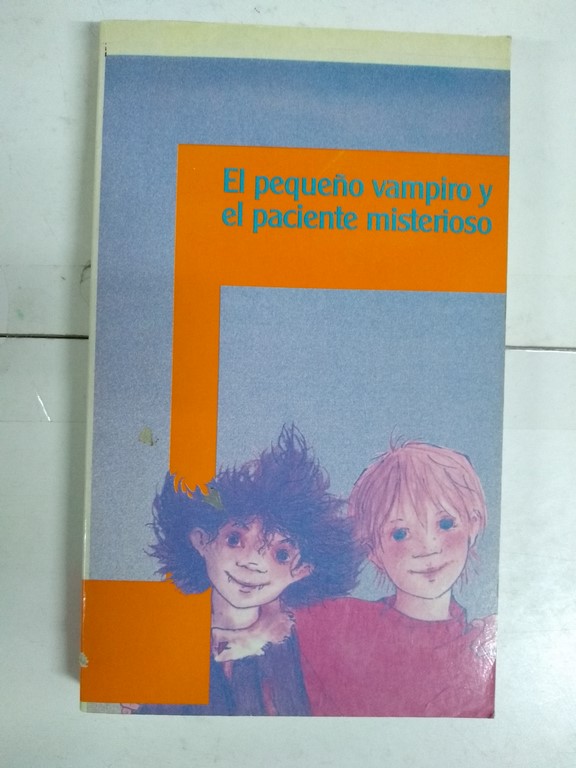 El pequeño vampiro y
el paciente misterioso